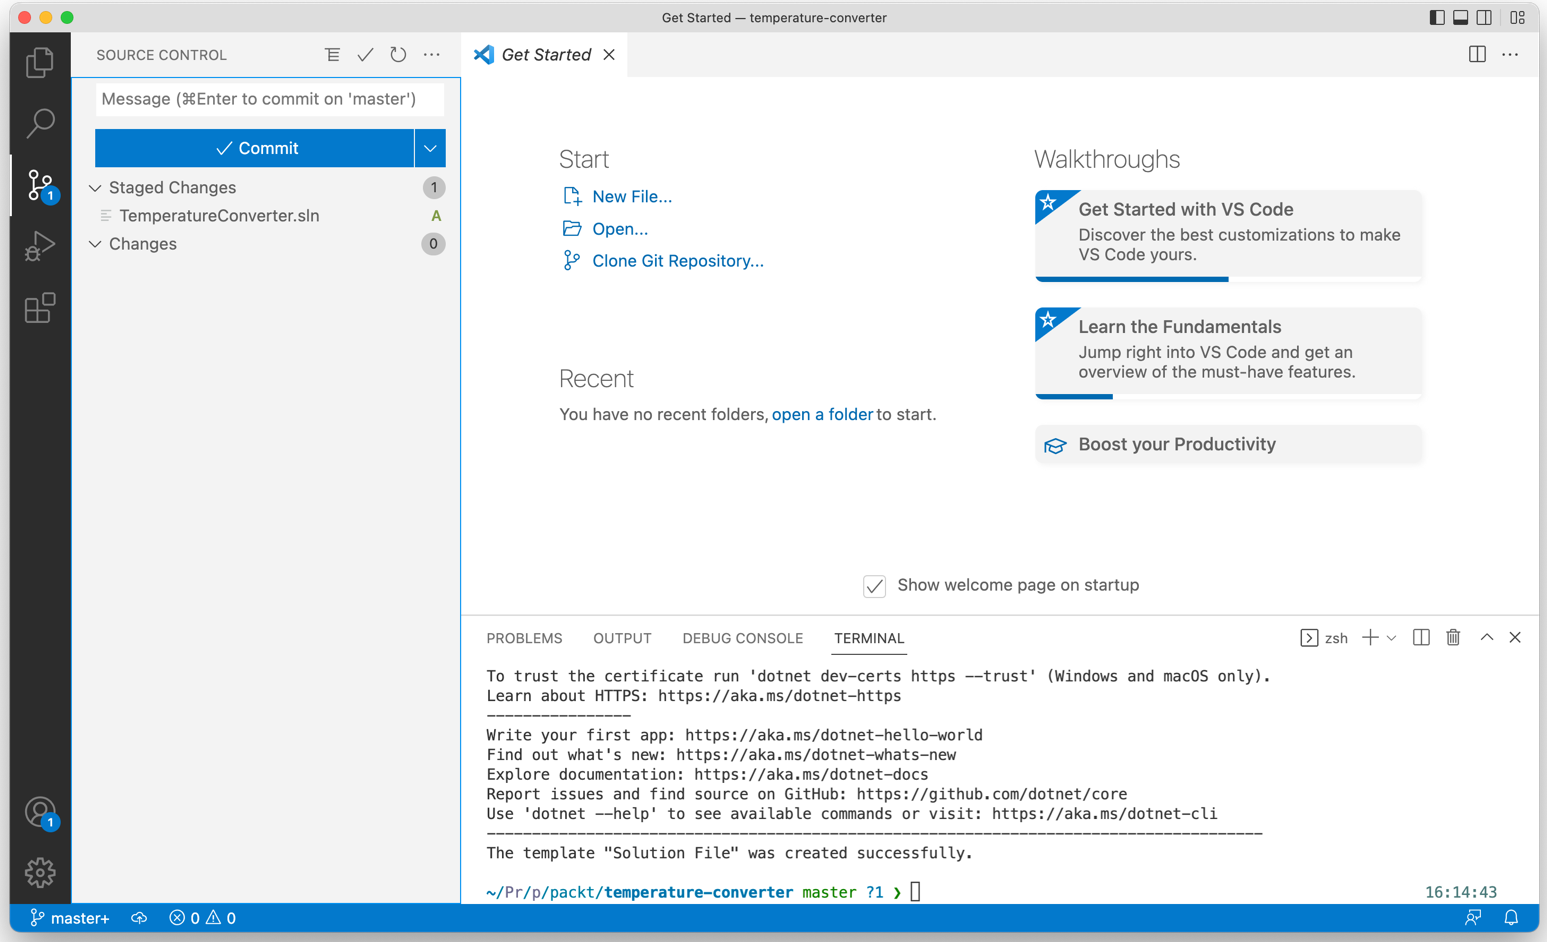 Get Started — temperature-converter
SOURCE CONTROL
Get Started
Message (⌘Enter to commit on 'master')
Commit
Staged Changes
1
TemperatureConverter.sln
A
Changes
0
1
1
Start
New File...
Open...
Clone Git Repository...
Recent
You have no recent folders, open a folder to start.
Walkthroughs
Get Started with VS Code
Discover the best customizations to make
VS Code yours.
Learn the Fundamentals
Jump right into VS Code and get an
overview of the must-have features.
Boost your Productivity
Show welcome page on startup
PROBLEMS OUTPUT DEBUG CONSOLE TERMINAL
zsh
To trust the certificate run 'dotnet dev-certs https --trust' (Windows and macOS only).
Learn about HTTPS: https://aka.ms/dotnet-https
----------------
Write your first app: https://aka.ms/dotnet-hello-world
Find out what's new: https://aka.ms/dotnet-whats-new
Explore documentation: https://aka.ms/dotnet-docs
Report issues and find source on GitHub: https://github.com/dotnet/core
Use 'dotnet --help' to see available commands or visit: https://aka.ms/dotnet-cli
--------------------------------------------------------------------------------------
The template "Solution File" was created successfully.
~/Pr/p/packt/temperature-converter master ?1 ❯
16:14:43
master+
0 0